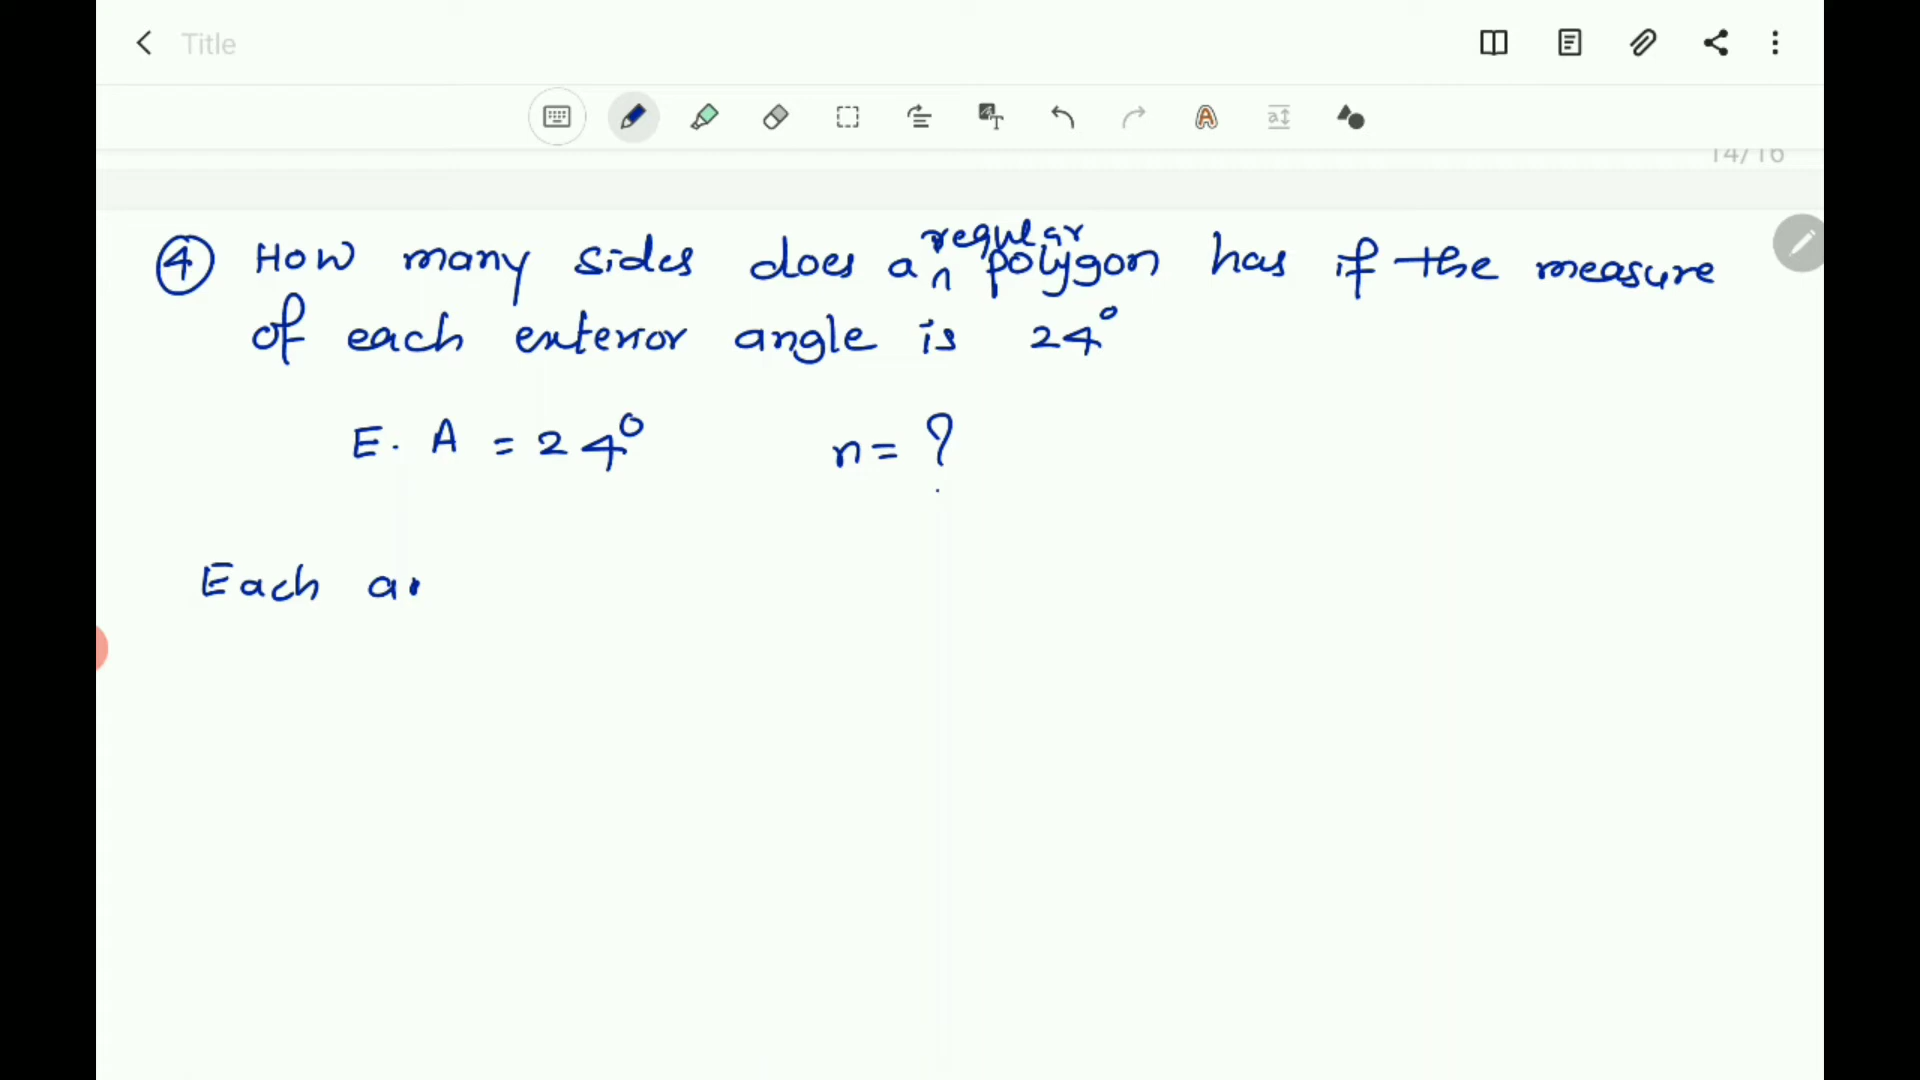 Title
14/16
④ How many sides does a regular polygon has if the measure
of each exterior angle is 24°
E. A = 24° n = ?
Each